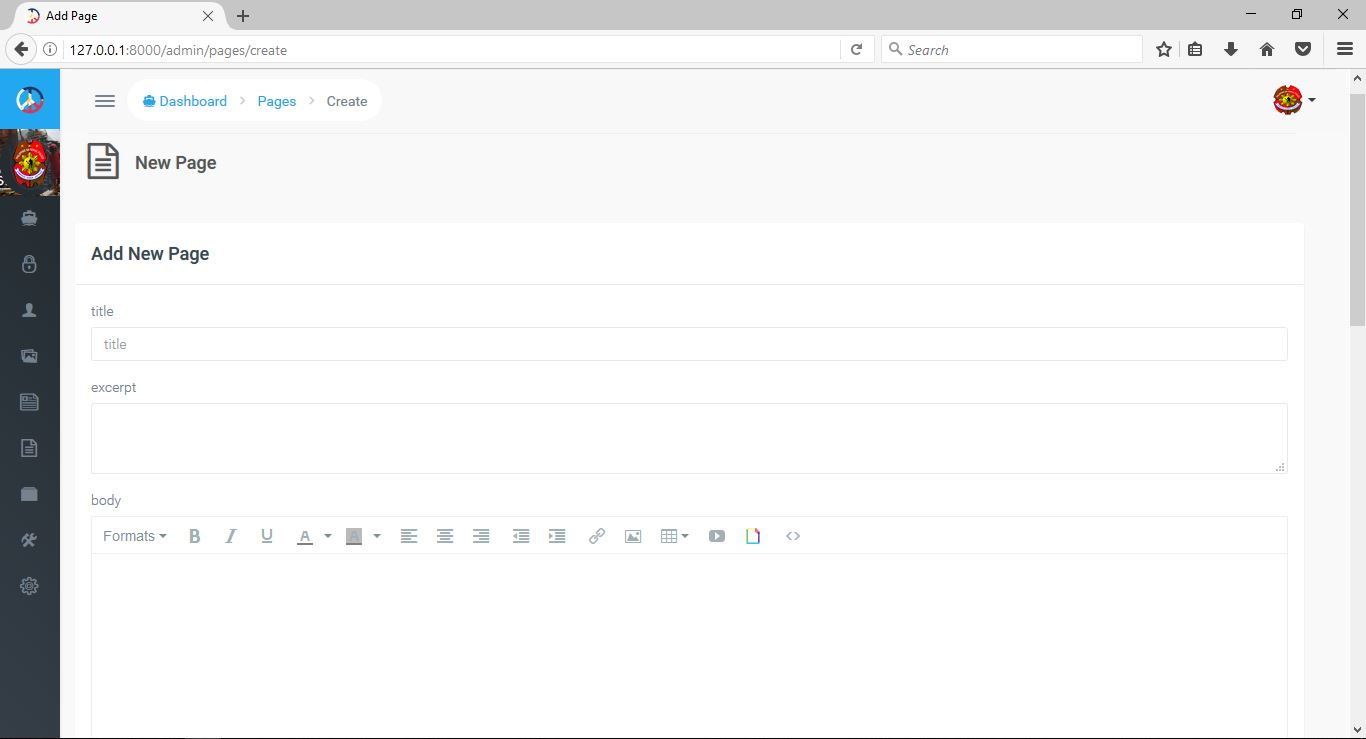 Add Page
127.0.0.1:8000/admin/pages/create
Search
Dashboard > Pages > Create
New Page
Add New Page
title
title
excerpt
body
Formats B I U A A <>